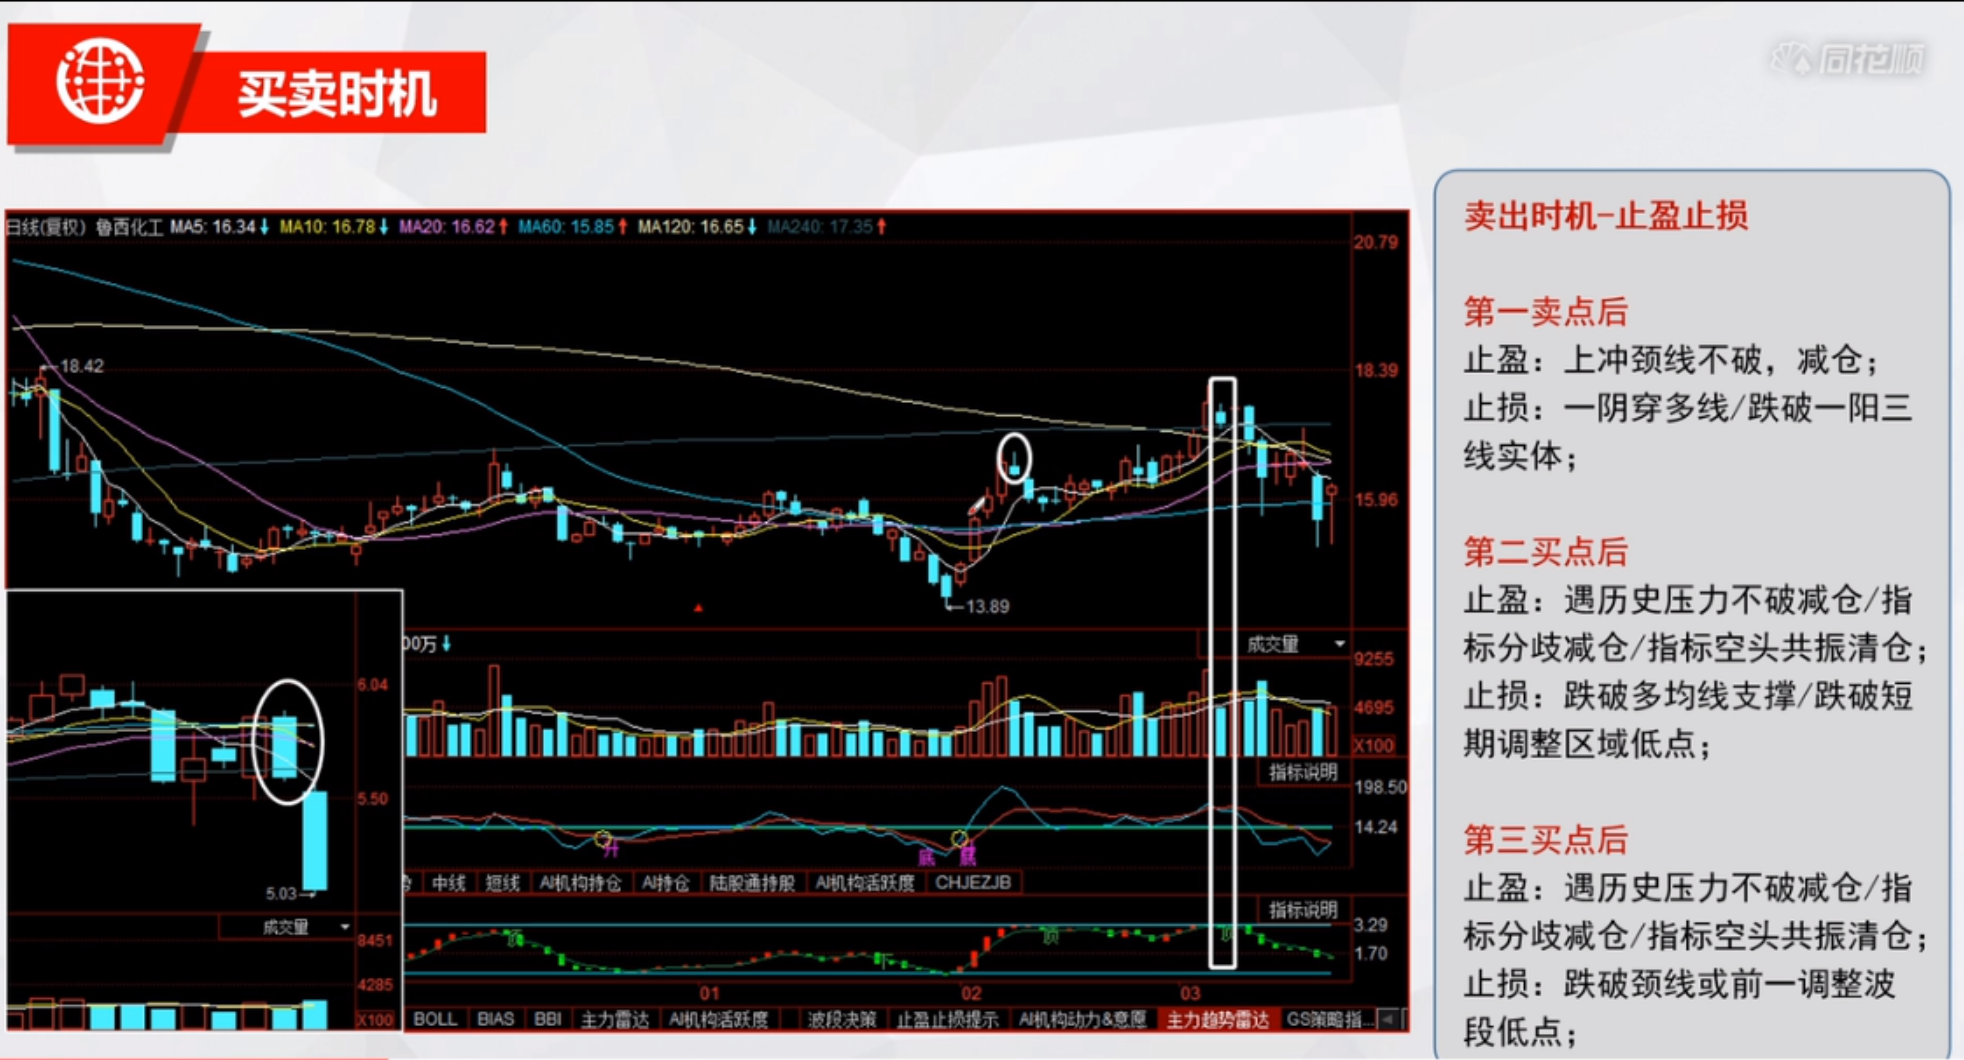 买卖时机
同花顺
日线(复权) 鲁西化工 MA5: 16.34↓ MA10: 16.78↓ MA20: 16.62↑ MA60: 15.85↑ MA120: 16.65↓ MA240: 17.35↑
20.79
18.42
18.39
15.96
13.89
00万↓ 成交量
9255
4695
X100
指标说明
198.50
14.24
升
底 底
中线 短线 AI机构持仓 AI持仓 陆股通持股 AI机构活跃度 CHJEZJB
指标说明
3.29
顶 顶 顶
下
1.70
01 02 03
BOLL BIAS BBI 主力雷达 AI机构活跃度 波段决策 止盈止损提示 AI机构动力&意愿 主力趋势雷达 GS策略指...
6.04
5.50
5.03
成交量
8451
4285
X100
卖出时机-止盈止损
第一卖点后
止盈：上冲颈线不破，减仓；
止损：一阴穿多线/跌破一阳三
线实体；
第二买点后
止盈：遇历史压力不破减仓/指
标分歧减仓/指标空头共振清仓；
止损：跌破多均线支撑/跌破短
期调整区域低点；
第三买点后
止盈：遇历史压力不破减仓/指
标分歧减仓/指标空头共振清仓；
止损：跌破颈线或前一调整波
段低点；